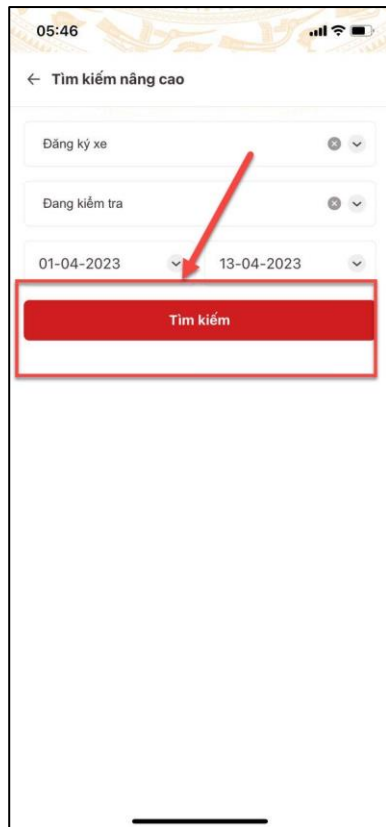 05:46
Tìm kiếm nâng cao
Đăng ký xe
Đang kiểm tra
01-04-2023 13-04-2023
Tìm kiếm